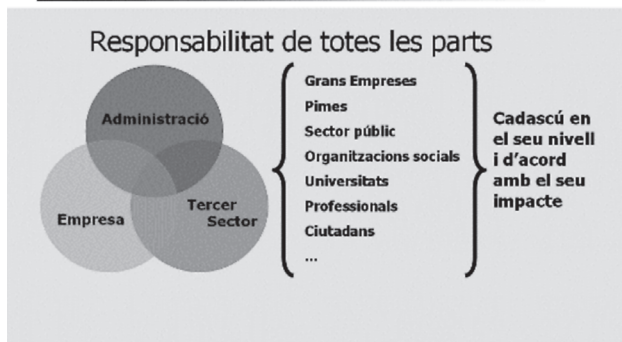 Responsabilitat de totes les parts
Administració
Empresa
Tercer
Sector
Grans Empreses
Pimes
Sector públic
Organitzacions socials
Universitats
Professionals
Ciutadans
...
Cadascú en
el seu nivell
i d'acord
amb el seu
impacte